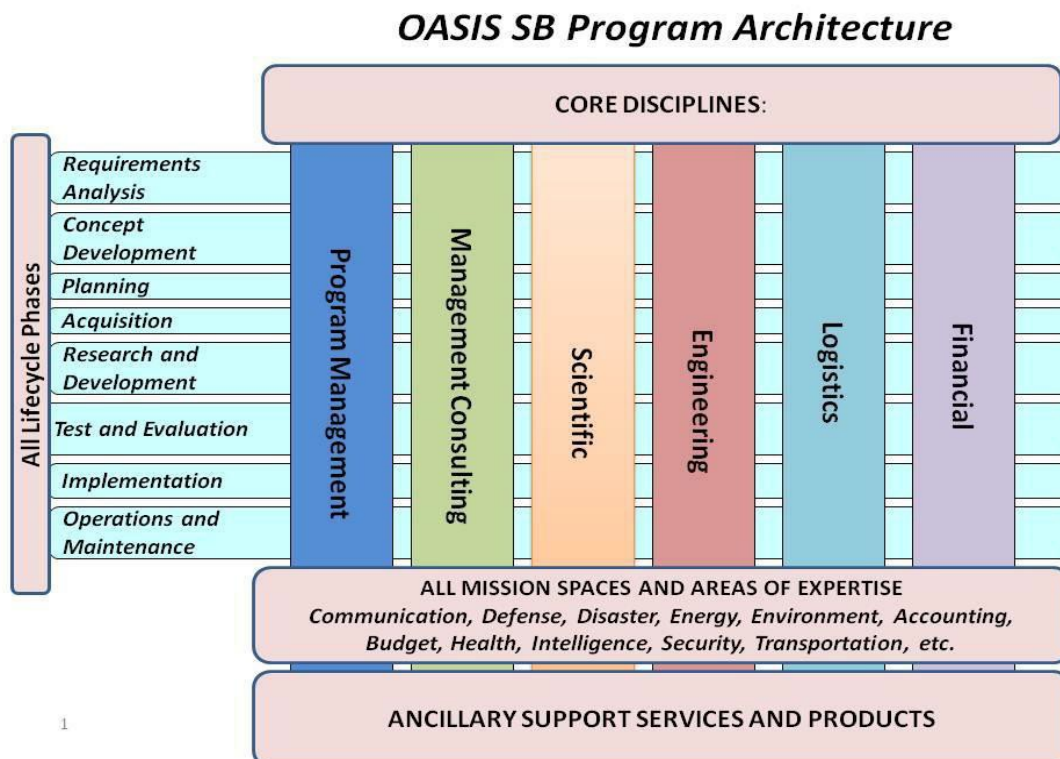 OASIS SB Program Architecture
CORE DISCIPLINES:
All Lifecycle Phases
Requirements
Analysis
Concept
Development
Planning
Acquisition
Research and
Development
Test and Evaluation
Implementation
Operations and
Maintenance
Program Management
Management Consulting
Scientific
Engineering
Logistics
Financial
ALL MISSION SPACES AND AREAS OF EXPERTISE
Communication, Defense, Disaster, Energy, Environment, Accounting,
Budget, Health, Intelligence, Security, Transportation, etc.
ANCILLARY SUPPORT SERVICES AND PRODUCTS
1